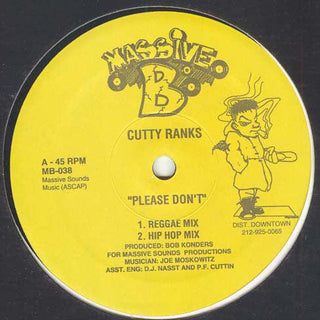 MASSIVE
B
D.
D
CUTTY RANKS
A - 45 RPM
MB-038
Massive Sounds
Music (ASCAP)
"PLEASE DON'T"
1. REGGAE MIX
2. HIP HOP MIX
PRODUCED: BOB KONDERS
FOR MASSIVE SOUNDS PRODUCTIONS
MUSICIAN: JOE MOSKOWITZ
ASST. ENG: D.J. NASST AND P.F. CUTTIN
DIST. DOWNTOWN
212-925-0065